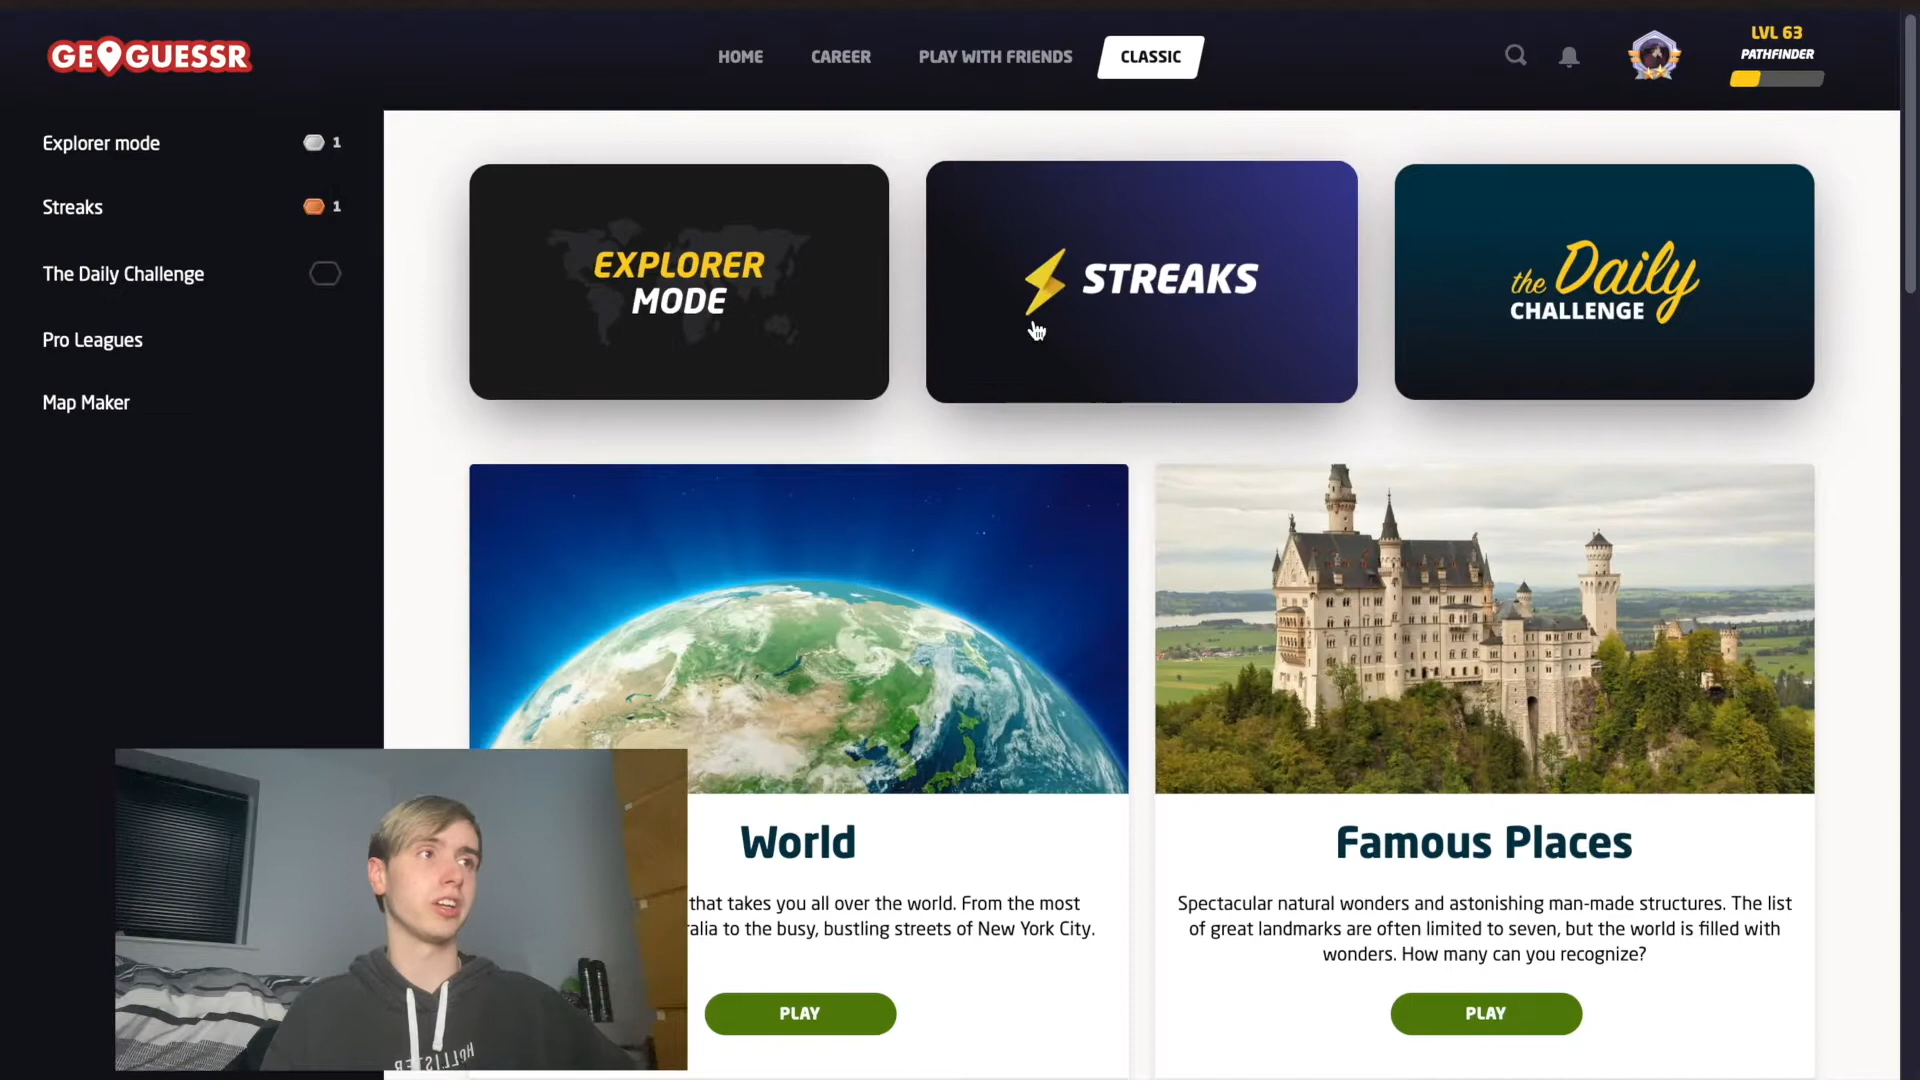 GEOGUESSR
HOME
CAREER
PLAY WITH FRIENDS
CLASSIC
LVL 63
PATHFINDER
Explorer mode
1
Streaks
1
The Daily Challenge
Pro Leagues
Map Maker
EXPLORER
MODE
STREAKS
the Daily
CHALLENGE
World
that takes you all over the world. From the most
alia to the busy, bustling streets of New York City.
PLAY
Famous Places
Spectacular natural wonders and astonishing man-made structures. The list
of great landmarks are often limited to seven, but the world is filled with
wonders. How many can you recognize?
PLAY
HOLLISTER